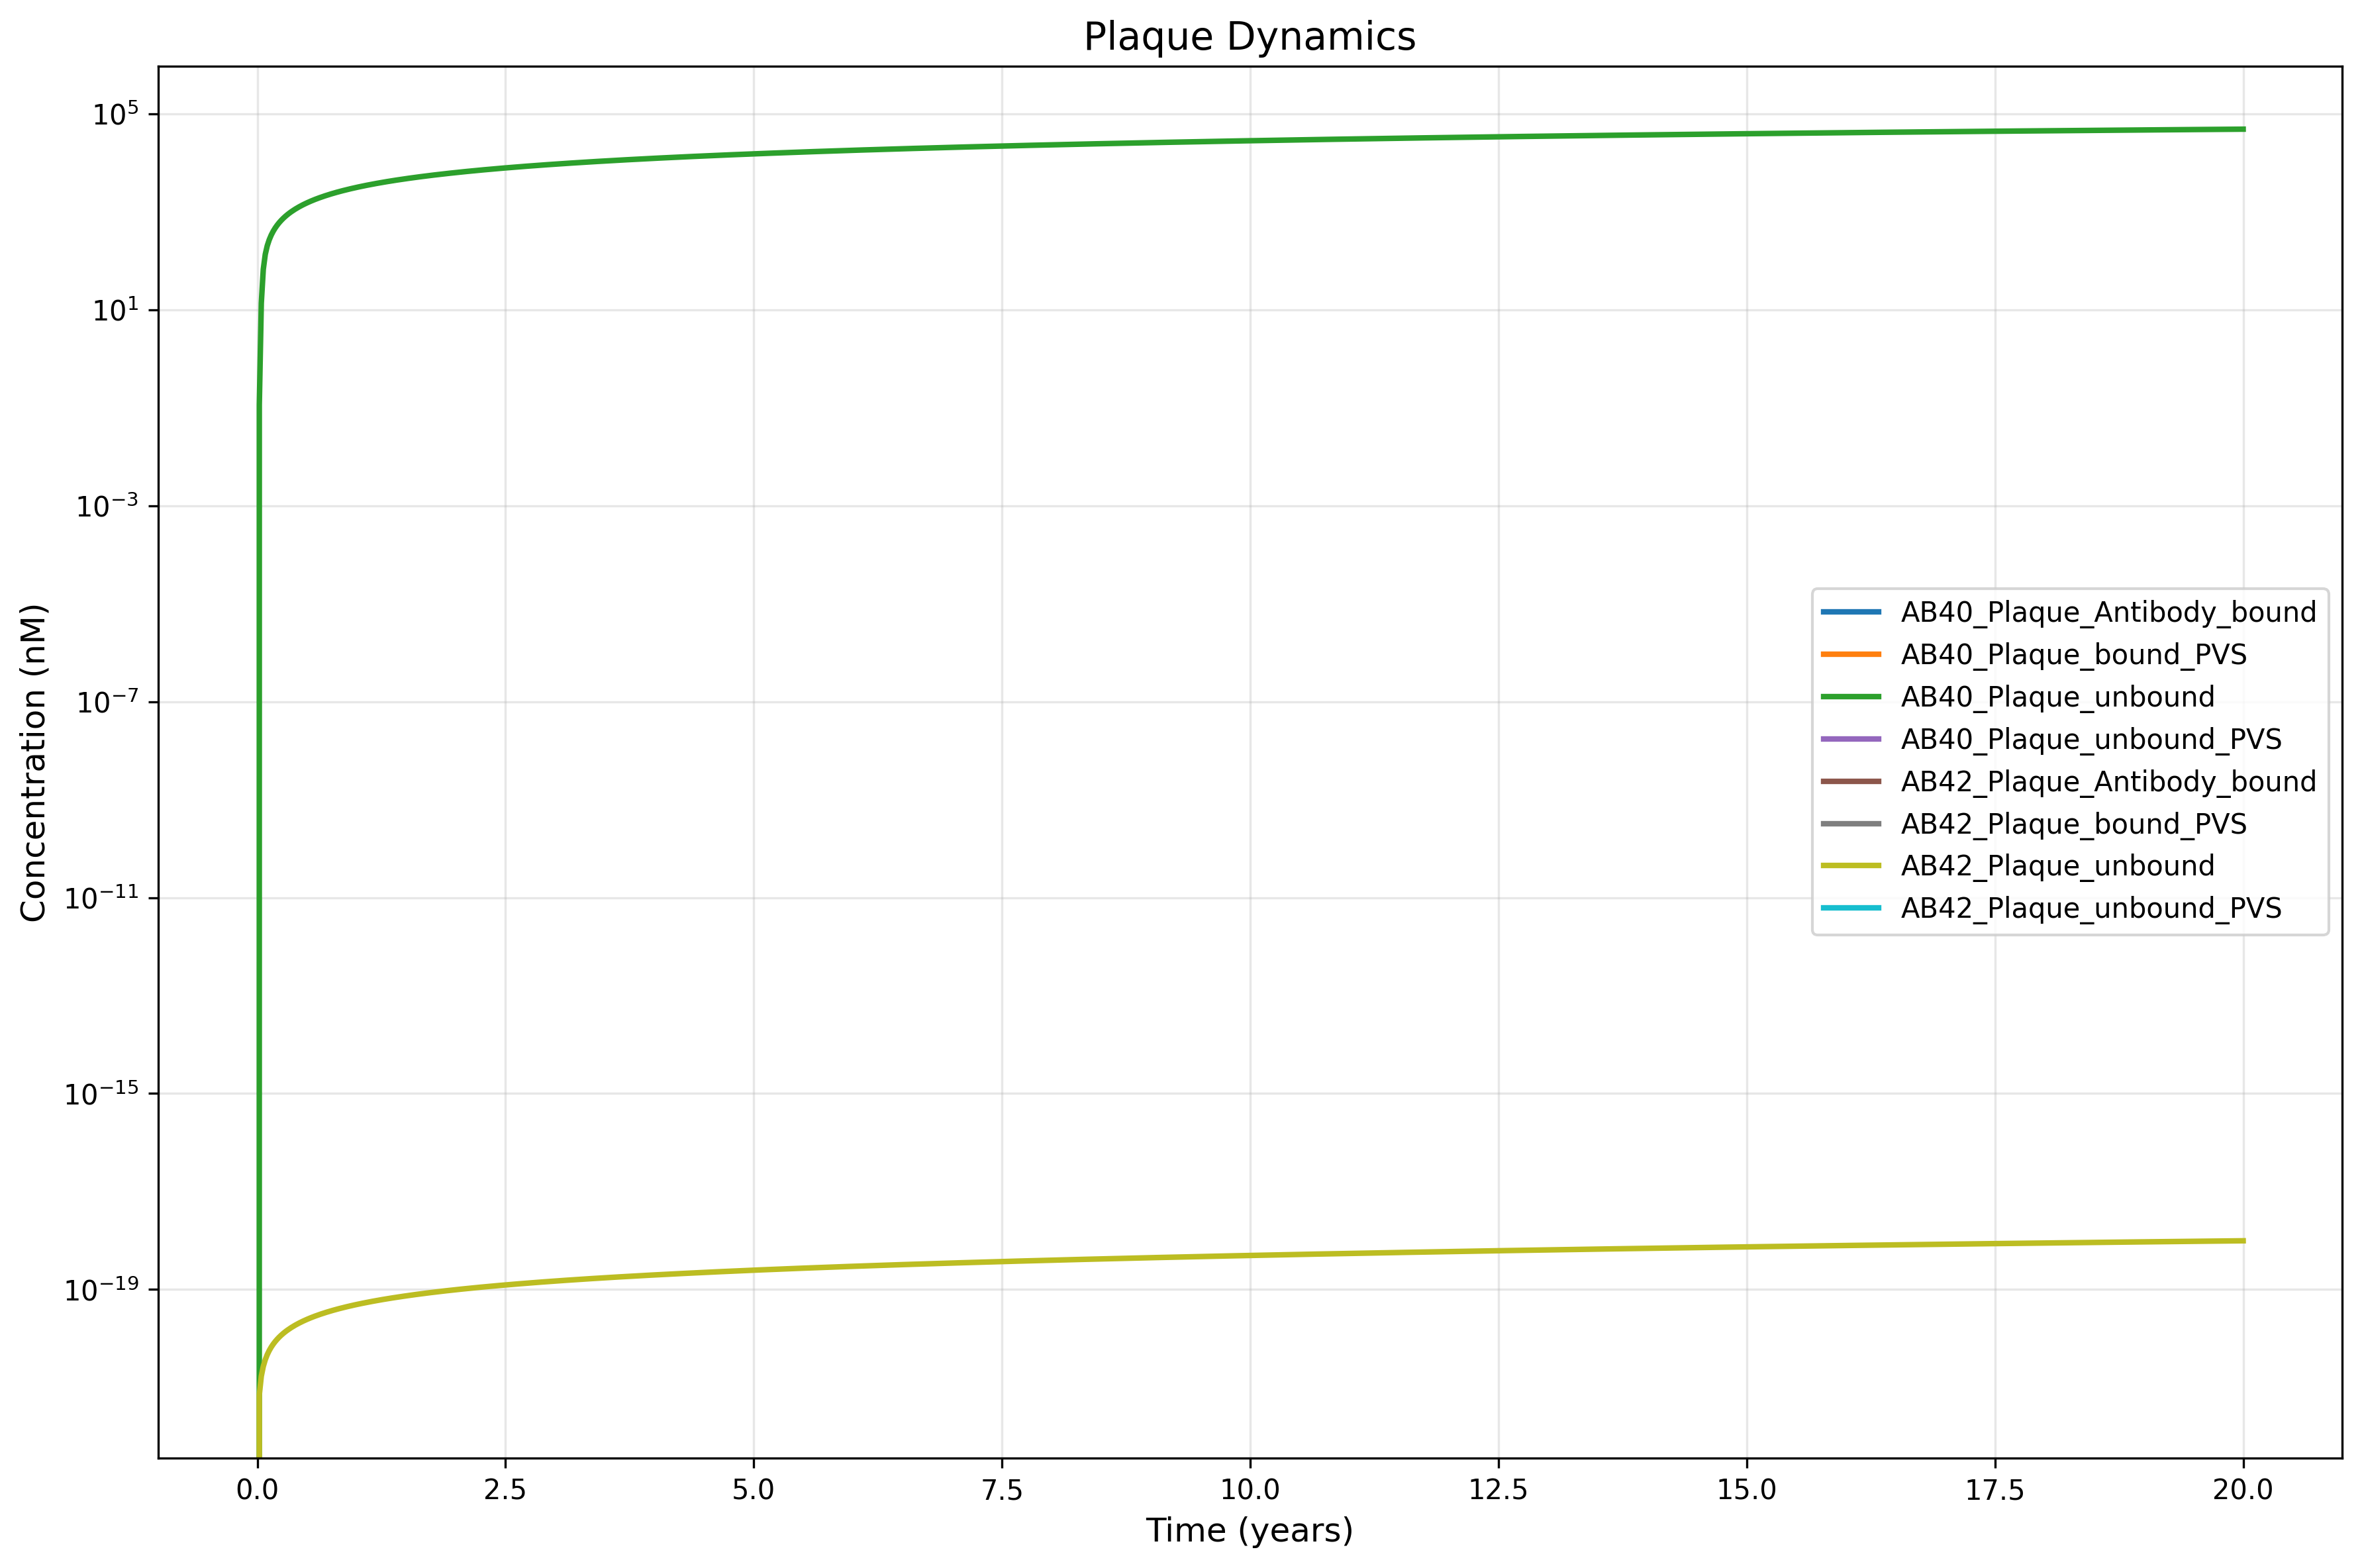 Plaque Dynamics
Concentration (nM)
10^5
10^1
10^-3
10^-7
10^-11
10^-15
10^-19
AB40_Plaque_Antibody_bound
AB40_Plaque_bound_PVS
AB40_Plaque_unbound
AB40_Plaque_unbound_PVS
AB42_Plaque_Antibody_bound
AB42_Plaque_bound_PVS
AB42_Plaque_unbound
AB42_Plaque_unbound_PVS
0.0 2.5 5.0 7.5 10.0 12.5 15.0 17.5 20.0
Time (years)